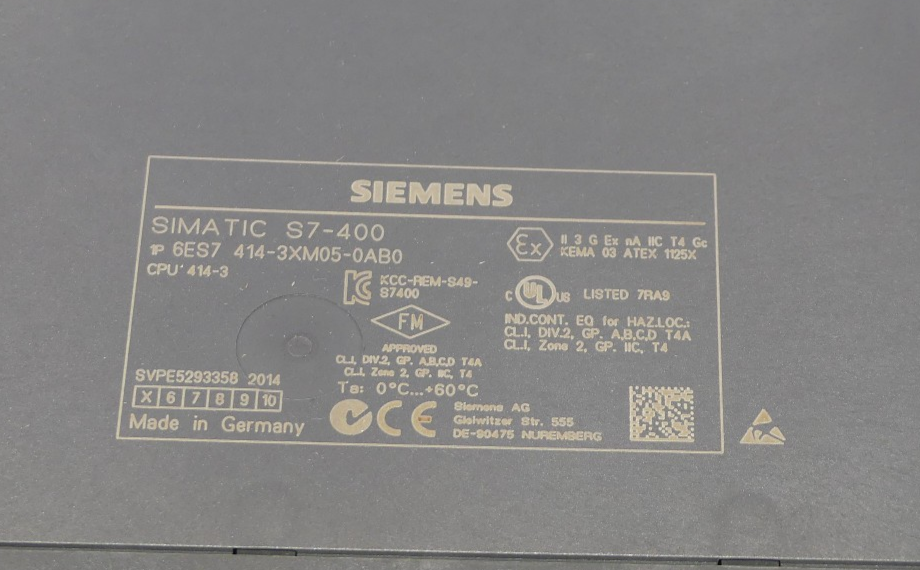 SIEMENS
SIMATIC S7-400
1P 6ES7 414-3XM05-0AB0
CPU 414-3
Ex II 3 G Ex nA IIC T4 Gc
KEMA 03 ATEX 1125X
KCC-REM-S49-
S7400
C UL US LISTED 7RA9
FM
APPROVED
CL.I, DIV.2, GP. A,B,C,D T4A
CL.I, Zone 2, GP. IIC, T4
IND.CONT. EQ for HAZ.LOC.:
CL.I, DIV.2, GP. A,B,C,D T4A
CL.I, Zone 2, GP. IIC, T4
Ta: 0°C...+60°C
SVPE5293358 2014
X 6 7 8 9 10
Made in Germany
CE
Siemens AG
Gleiwitzer Str. 555
DE-90475 NUREMBERG